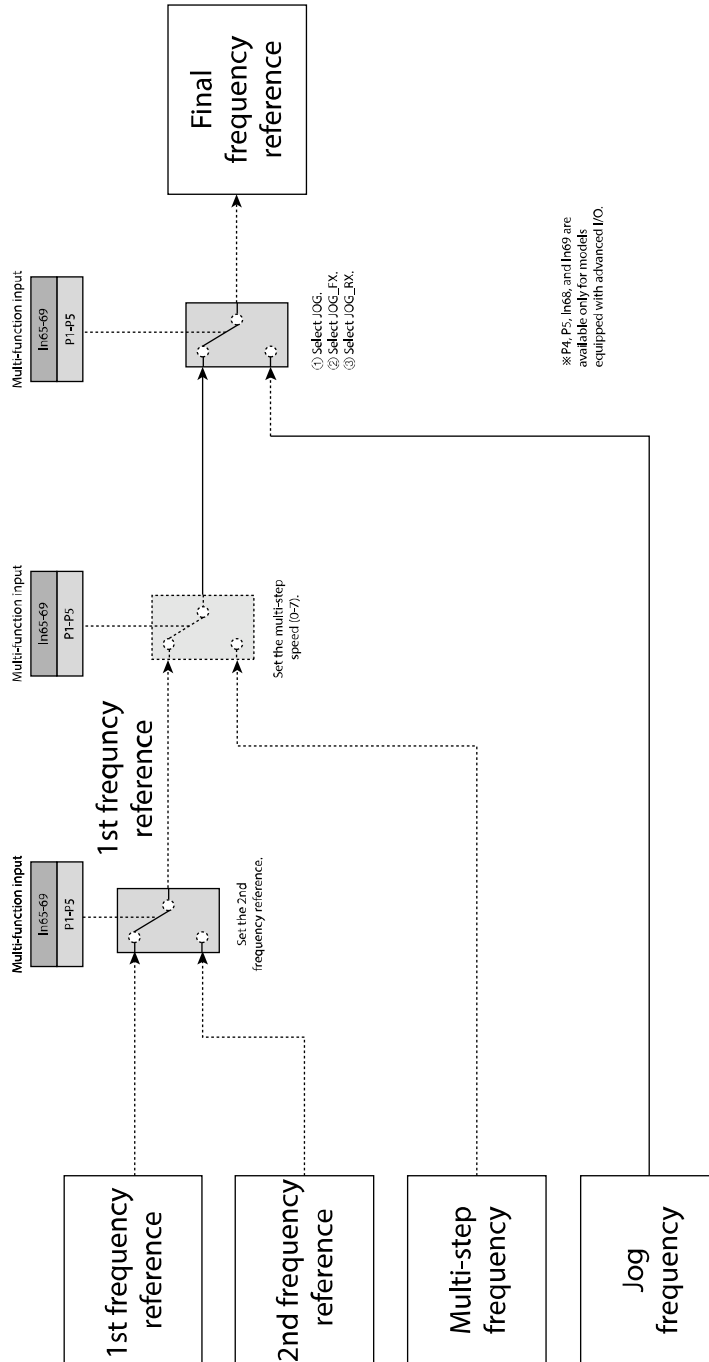 1st frequency
reference
2nd frequency
reference
Multi-step
frequency
Jog
frequency
Multi-function input
In65-69
P1-P5
Set the 2nd
frequency reference.
1st frequncy
reference
Multi-function input
In65-69
P1-P5
Set the multi-step
speed (0-7).
Multi-function input
In65-69
P1-P5
① Select JOG.
② Select JOG_FX.
③ Select JOG_RX.
Final
frequency
reference
※P4, P5, In68, and In69 are
available only for models
equipped with advanced I/O.